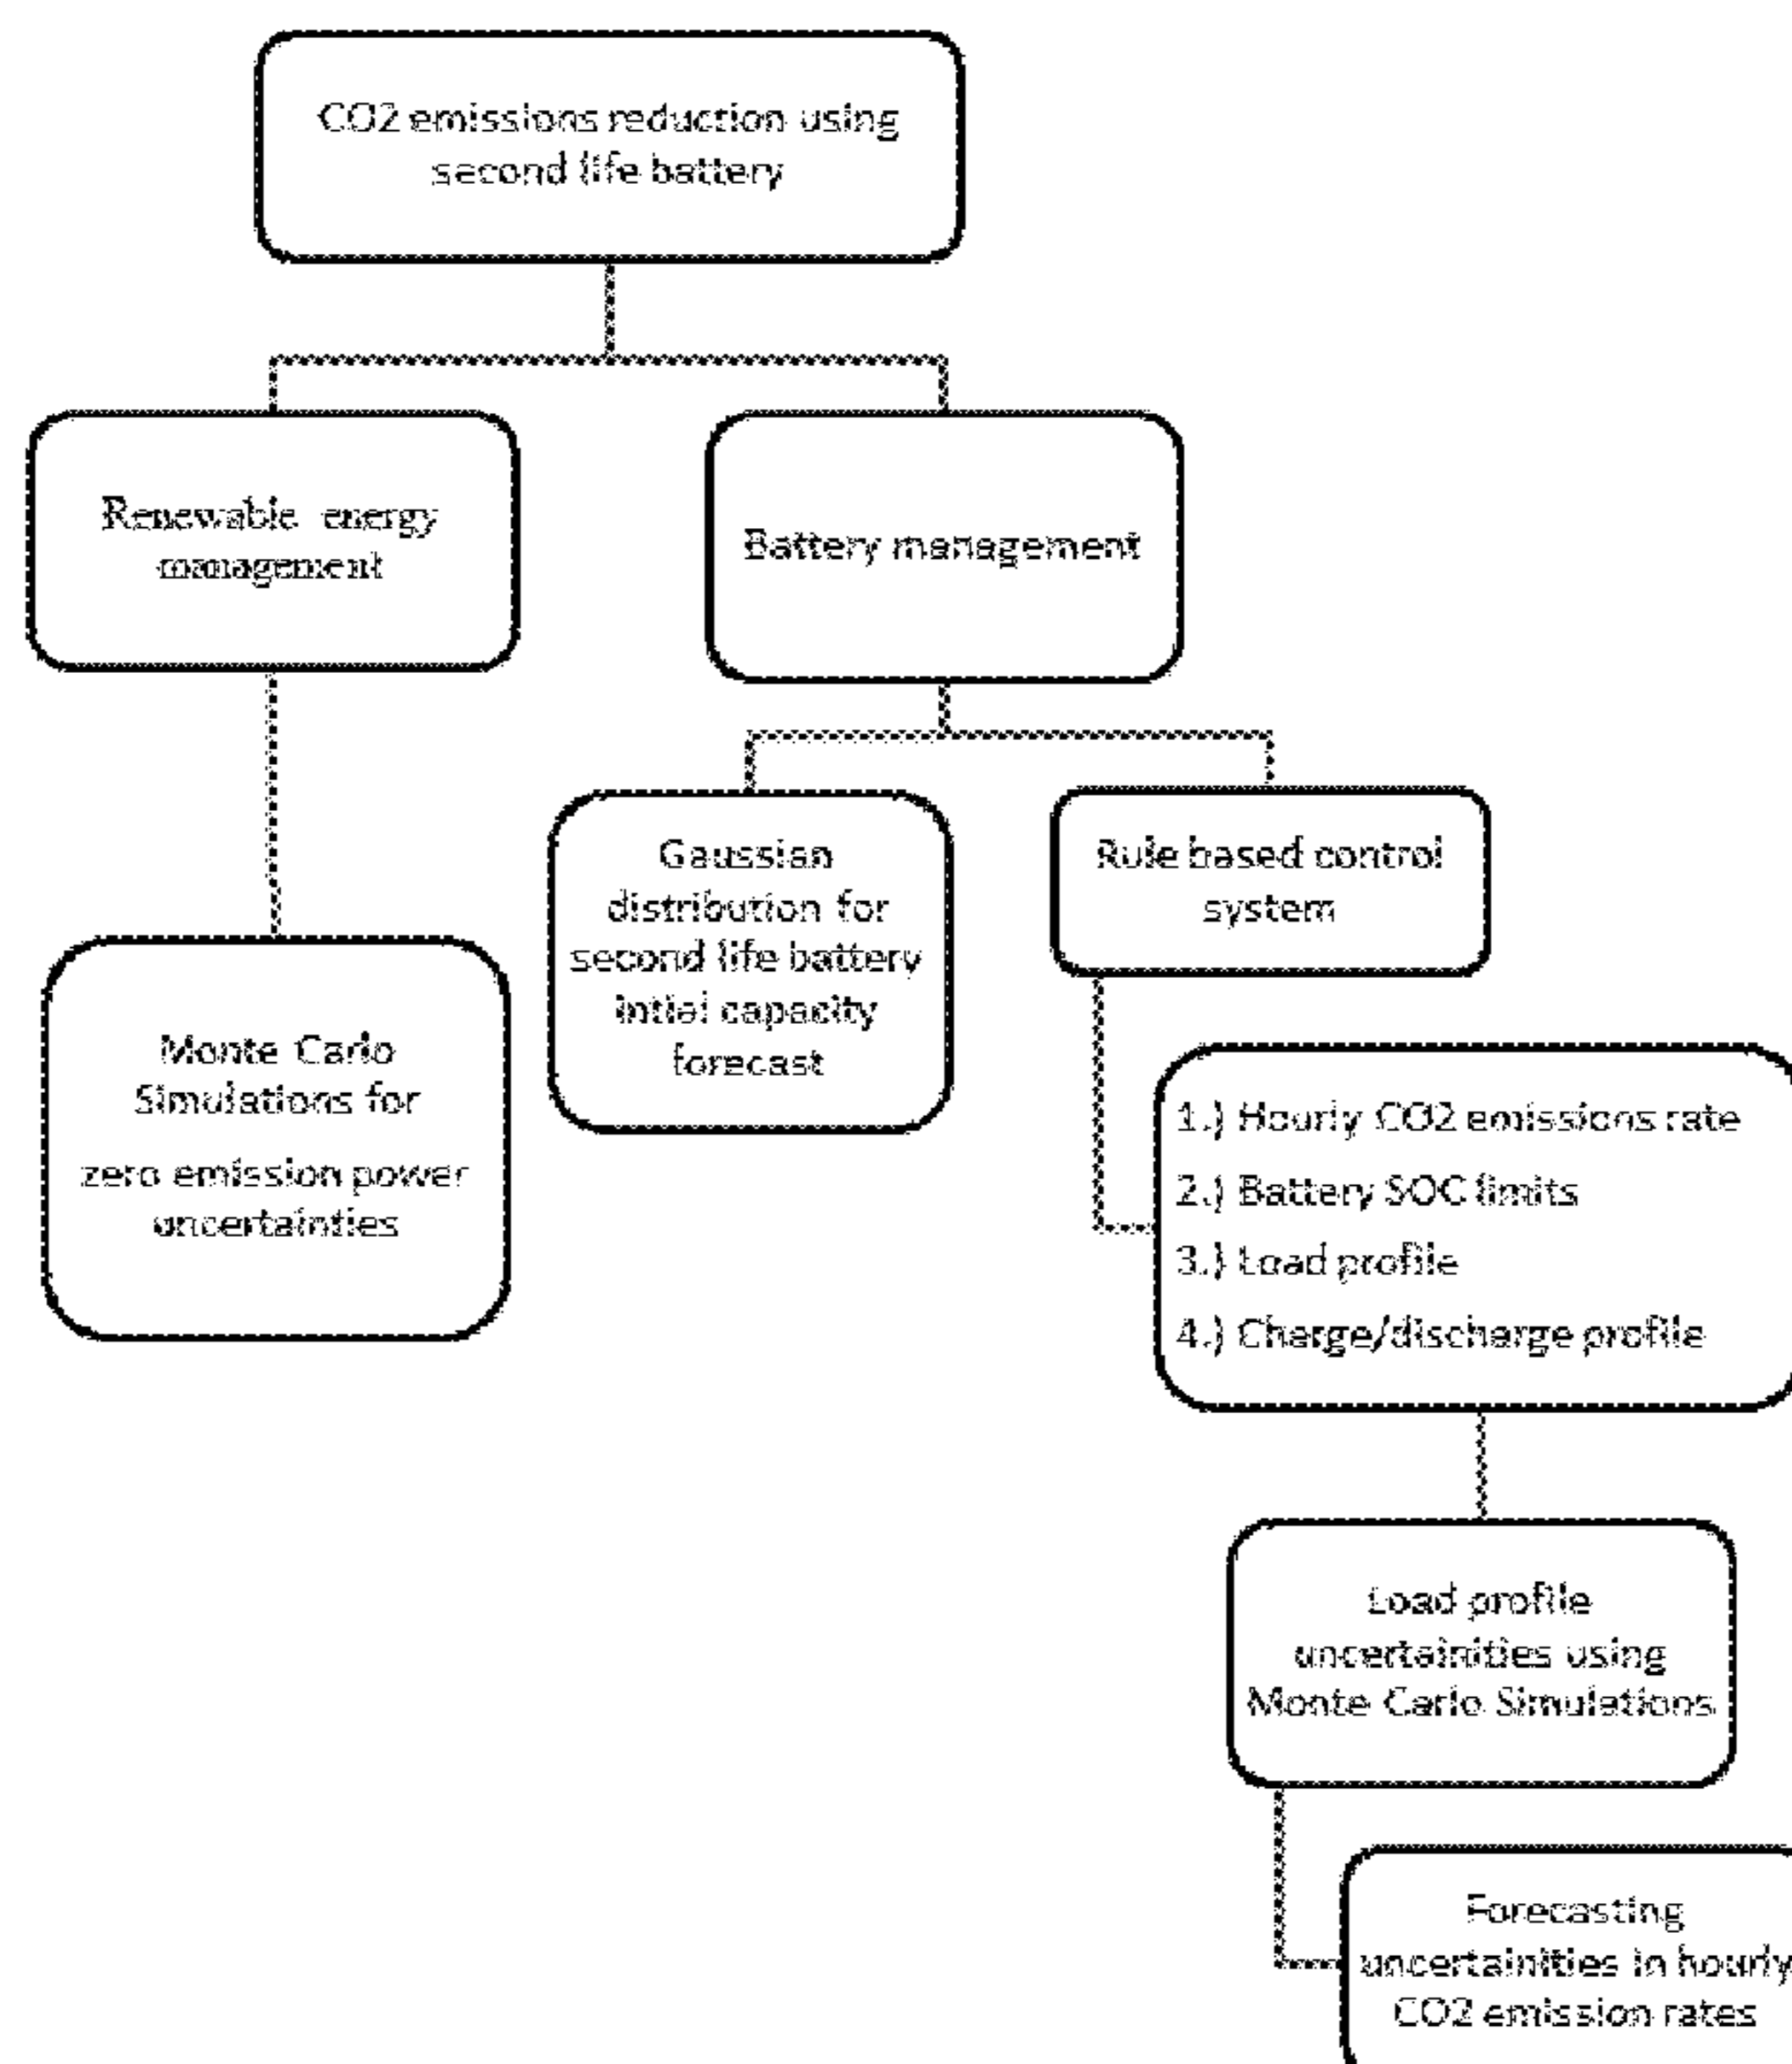 CO2 emissions reduction using
second life battery
Renewable energy
management
Battery management
Gaussian
distribution for
second life battery
intial capacity
forecast
Rule based control
system
Monte Carlo
Simulations for
zero emission power
uncertainties
1.) Hourly CO2 emissions rate
2.) Battery SOC limits
3.) Load profile
4.) Charge/discharge profile
Load profile
uncertainities using
Monte Carlo Simulations
Forecasting
uncertainities in hourly
CO2 emission rates